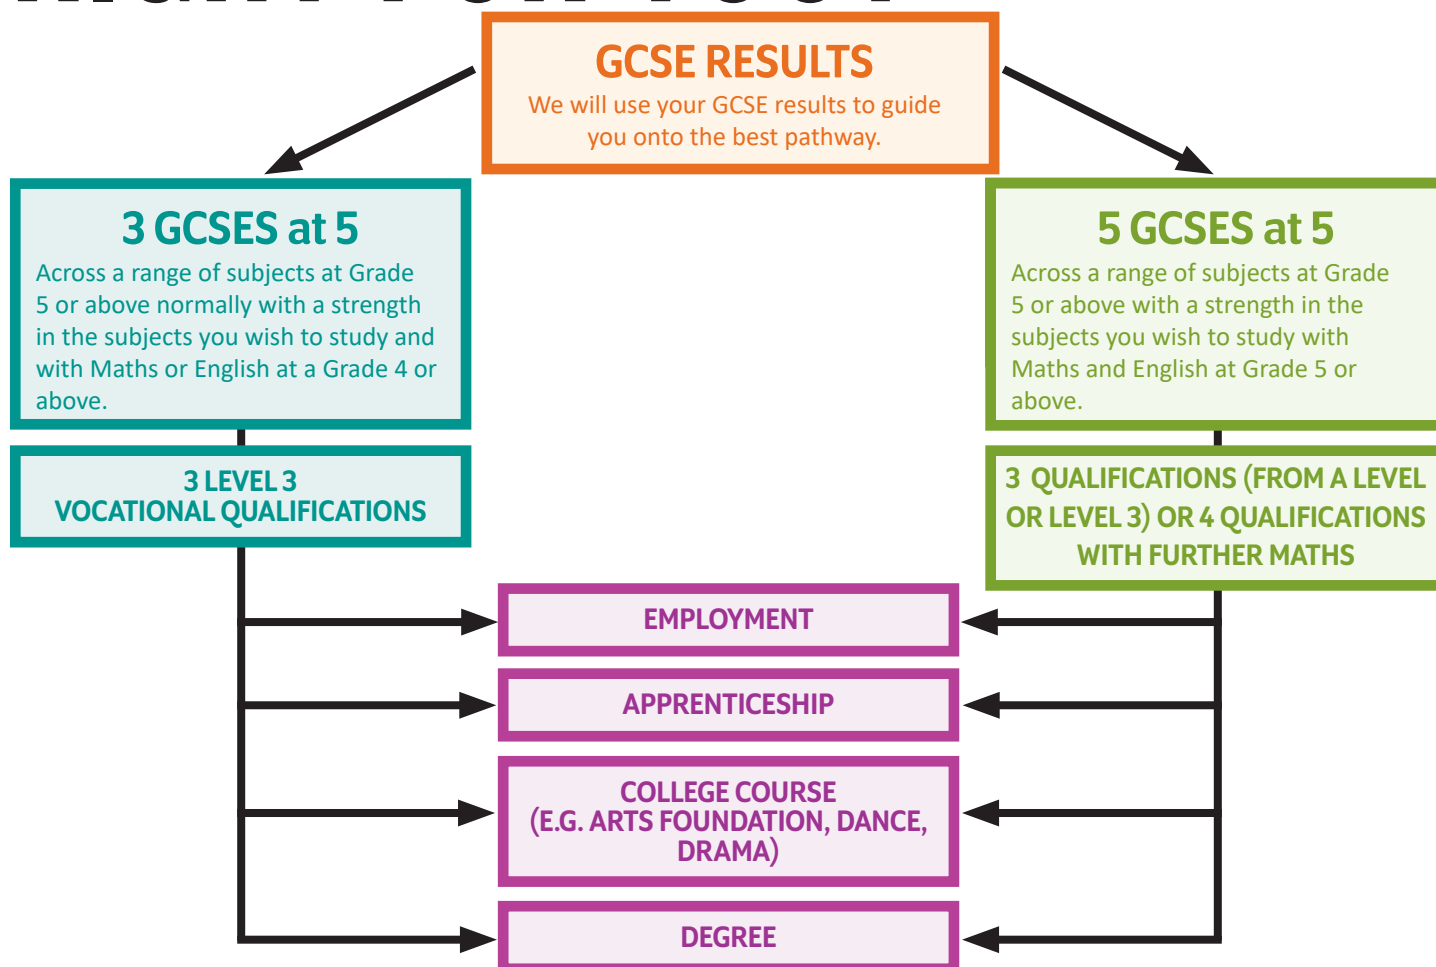 GCSE RESULTS
We will use your GCSE results to guide
you onto the best pathway.
3 GCSES at 5
Across a range of subjects at Grade
5 or above normally with a strength
in the subjects you wish to study and
with Maths or English at a Grade 4 or
above.
5 GCSES at 5
Across a range of subjects at Grade
5 or above with a strength in the
subjects you wish to study with
Maths and English at Grade 5 or
above.
3 LEVEL 3
VOCATIONAL QUALIFICATIONS
3 QUALIFICATIONS (FROM A LEVEL
OR LEVEL 3) OR 4 QUALIFICATIONS
WITH FURTHER MATHS
EMPLOYMENT
APPRENTICESHIP
COLLEGE COURSE
(E.G. ARTS FOUNDATION, DANCE,
DRAMA)
DEGREE